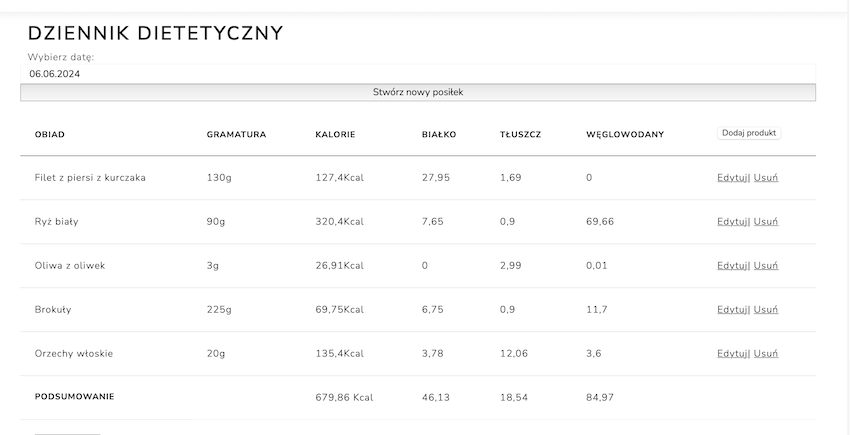 DZIENNIK DIETETYCZNY
Wybierz datę:
06.06.2024
Stwórz nowy posiłek
OBIAD GRAMATURA KALORIE BIAŁKO TŁUSZCZ WĘGLOWODANY Dodaj produkt
Filet z piersi z kurczaka 130g 127,4Kcal 27,95 1,69 0 Edytuj| Usuń
Ryż biały 90g 320,4Kcal 7,65 0,9 69,66 Edytuj| Usuń
Oliwa z oliwek 3g 26,91Kcal 0 2,99 0,01 Edytuj| Usuń
Brokuły 225g 69,75Kcal 6,75 0,9 11,7 Edytuj| Usuń
Orzechy włoskie 20g 135,4Kcal 3,78 12,06 3,6 Edytuj| Usuń
PODSUMOWANIE 679,86 Kcal 46,13 18,54 84,97